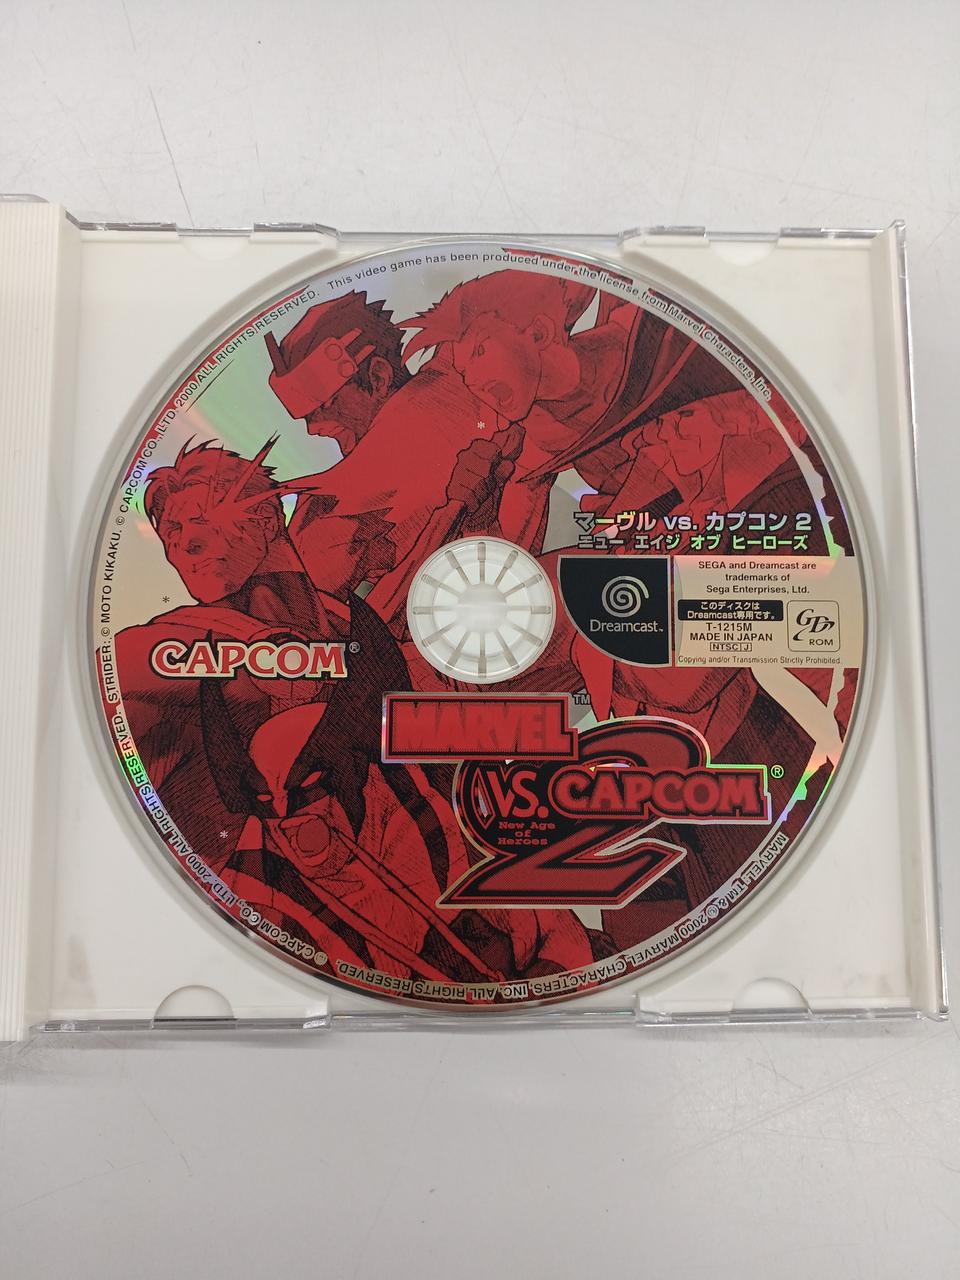 This video game has been produced under the license from Marvel Characters, Inc.
STRIDER: © MOTO KIKAKU. © CAPCOM CO., LTD. 2000 ALL RIGHTS RESERVED.
マーヴル vs. カプコン 2
ニュー エイジ オブ ヒーローズ
Dreamcast™
SEGA and Dreamcast are
trademarks of
Sega Enterprises, Ltd.
このディスクは
Dreamcast専用です。
T-1215M
MADE IN JAPAN
NTSC J
GD
ROM
Copying and/or Transmission Strictly Prohibited.
CAPCOM®
MARVEL™
VS. CAPCOM®
2
New Age
of
Heroes
© CAPCOM CO., LTD. 2000 ALL RIGHTS RESERVED.
MARVEL: TM & © 2000 MARVEL CHARACTERS, INC. ALL RIGHTS RESERVED.